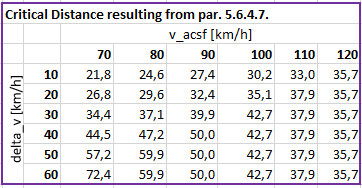 Critical Distance resulting from par. 5.6.4.7.
v_acsf [km/h]
70 80 90 100 110 120
delta_v [km/h]
10 21,8 24,6 27,4 30,2 33,0 35,7
20 26,8 29,6 32,4 35,1 37,9 35,7
30 34,4 37,1 39,9 42,7 37,9 35,7
40 44,5 47,2 50,0 42,7 37,9 35,7
50 57,2 59,9 50,0 42,7 37,9 35,7
60 72,4 59,9 50,0 42,7 37,9 35,7